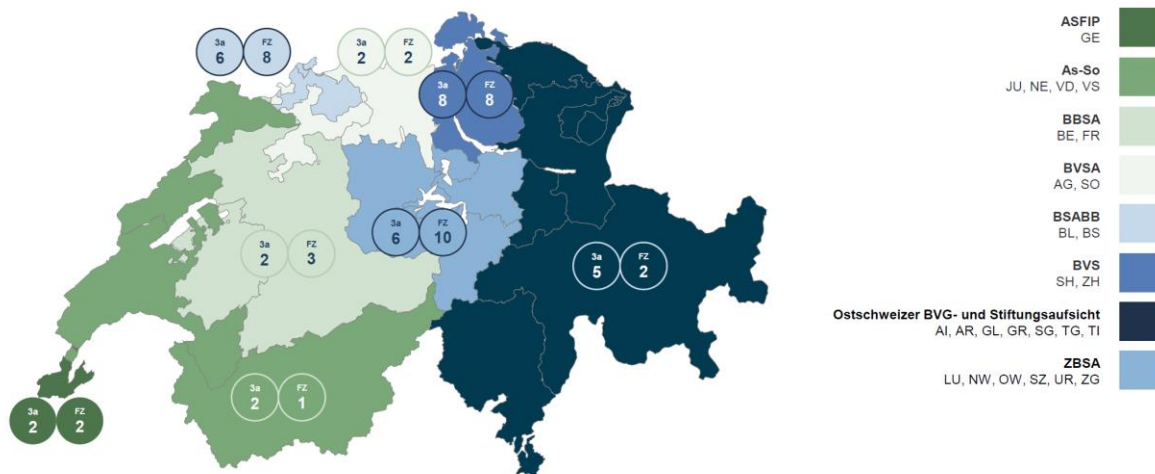 3a FZ
6 8
3a FZ
2 2
3a FZ
8 8
3a FZ
6 10
3a FZ
2 3
3a FZ
5 2
3a FZ
2 1
3a FZ
2 2
ASFIP
GE
As-So
JU, NE, VD, VS
BBSA
BE, FR
BVSA
AG, SO
BSABB
BL, BS
BVS
SH, ZH
Ostschweizer BVG- und Stiftungsaufsicht
AI, AR, GL, GR, SG, TG, TI
ZBSA
LU, NW, OW, SZ, UR, ZG